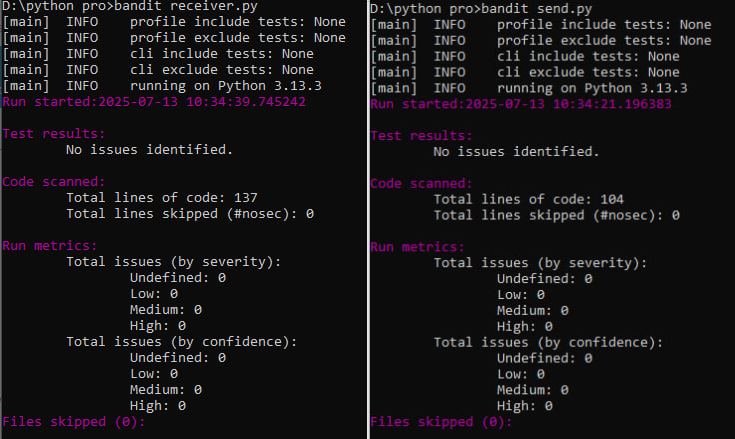 D:\python pro>bandit receiver.py
[main]  INFO    profile include tests: None
[main]  INFO    profile exclude tests: None
[main]  INFO    cli include tests: None
[main]  INFO    cli exclude tests: None
[main]  INFO    running on Python 3.13.3
Run started:2025-07-13 10:34:39.745242
Test results:
No issues identified.
Code scanned:
Total lines of code: 137
Total lines skipped (#nosec): 0
Run metrics:
Total issues (by severity):
Undefined: 0
Low: 0
Medium: 0
High: 0
Total issues (by confidence):
Undefined: 0
Low: 0
Medium: 0
High: 0
Files skipped (0):
D:\python pro>bandit send.py
[main]  INFO    profile include tests: None
[main]  INFO    profile exclude tests: None
[main]  INFO    cli include tests: None
[main]  INFO    cli exclude tests: None
[main]  INFO    running on Python 3.13.3
Run started:2025-07-13 10:34:21.196383
Test results:
No issues identified.
Code scanned:
Total lines of code: 104
Total lines skipped (#nosec): 0
Run metrics:
Total issues (by severity):
Undefined: 0
Low: 0
Medium: 0
High: 0
Total issues (by confidence):
Undefined: 0
Low: 0
Medium: 0
High: 0
Files skipped (0):